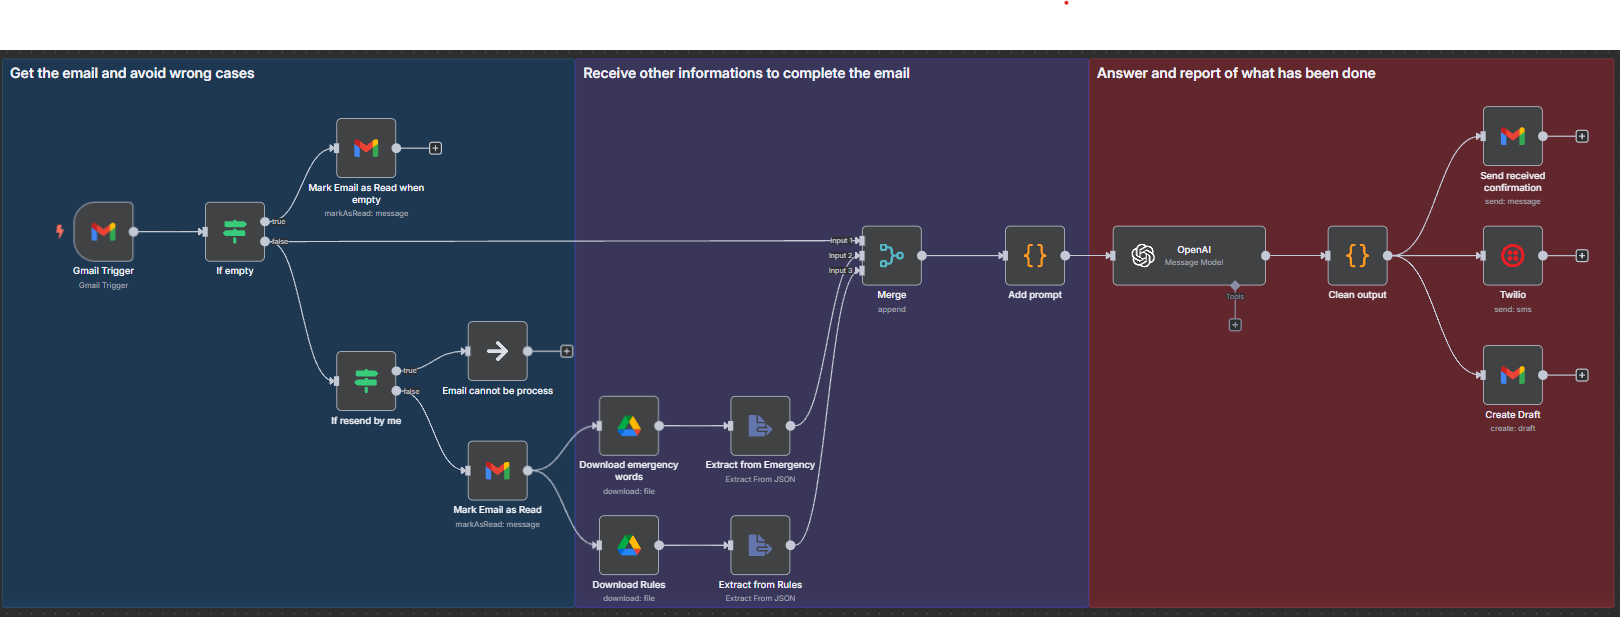 Get the email and avoid wrong cases
Receive other informations to complete the email
Answer and report of what has been done
Mark Email as Read when
empty
markAsRead: message
Gmail Trigger
Gmail Trigger
true
false
If empty
true
false
If resend by me
Email cannot be process
Mark Email as Read
markAsRead: message
Download emergency
words
download: file
Extract from Emergency
Extract From JSON
Download Rules
download: file
Extract from Rules
Extract From JSON
Input 1
Input 2
Input 3
Merge
append
Add prompt
OpenAI
Message Model
Tools
Clean output
Send received
confirmation
send: message
Twilio
send: sms
Create Draft
create: draft